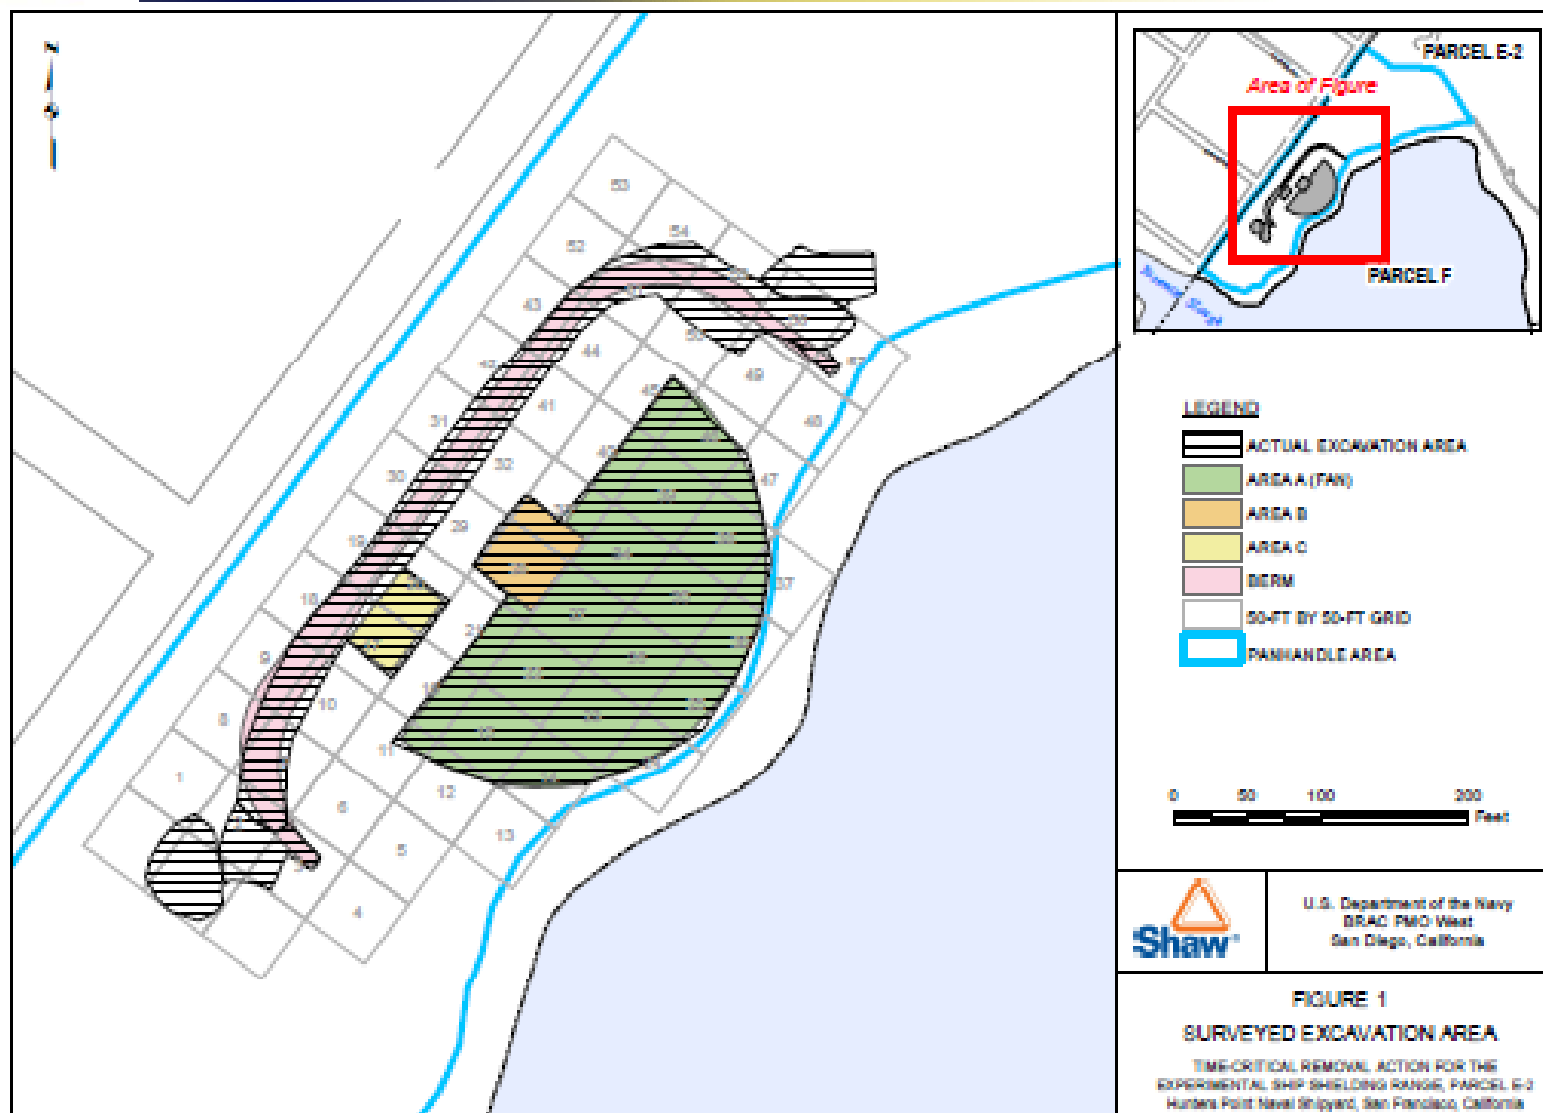 N
53
54
52
43
44
42
41
31
30
32
29
19
18
9
10
8
1
6
5
4
11
12
13
49
48
47
37
45
40
PARCEL E-2
Area of Figure
PARCEL F
LEGEND
ACTUAL EXCAVATION AREA
AREA A (FAN)
AREA B
AREA C
BERM
50-FT BY 50-FT GRID
PANHANDLE AREA
0 50 100 200
Feet
Shaw
U.S. Department of the Navy
BRAC PMO West
San Diego, California
FIGURE 1
SURVEYED EXCAVATION AREA
TIME-CRITICAL REMOVAL ACTION FOR THE
EXPERIMENTAL SHIP SHIELDING RANGE, PARCEL E-2
Hunters Point Naval Shipyard, San Francisco, California